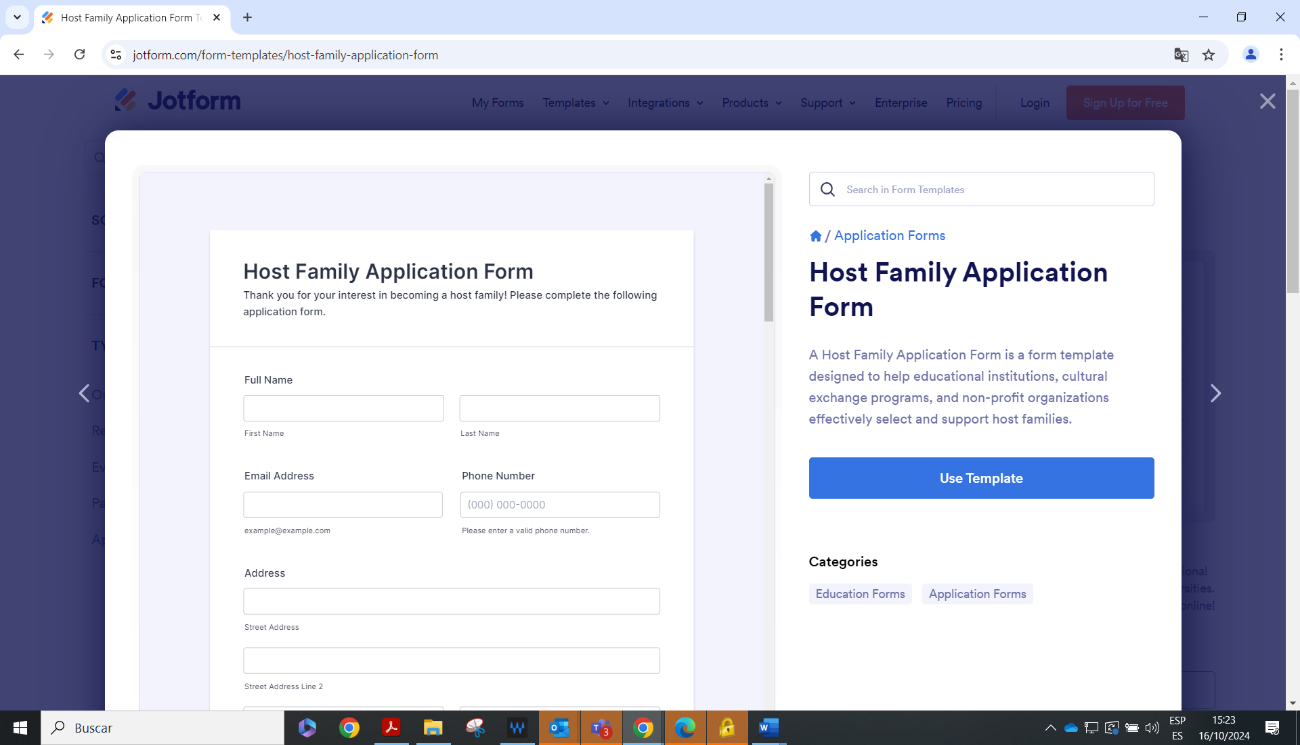 Host Family Application Form T
jotform.com/form-templates/host-family-application-form
Jotform
My Forms Templates Integrations Products Support Enterprise Pricing Login Sign Up for Free
Search in Form Templates
/ Application Forms
Host Family Application
Form
A Host Family Application Form is a form template
designed to help educational institutions, cultural
exchange programs, and non-profit organizations
effectively select and support host families.
Use Template
Categories
Education Forms Application Forms
Host Family Application Form
Thank you for your interest in becoming a host family! Please complete the following
application form.
Full Name
First Name Last Name
Email Address Phone Number
(000) 000-0000
example@example.com Please enter a valid phone number.
Address
Street Address
Street Address Line 2
Buscar
3
ESP
ES
15:23
16/10/2024